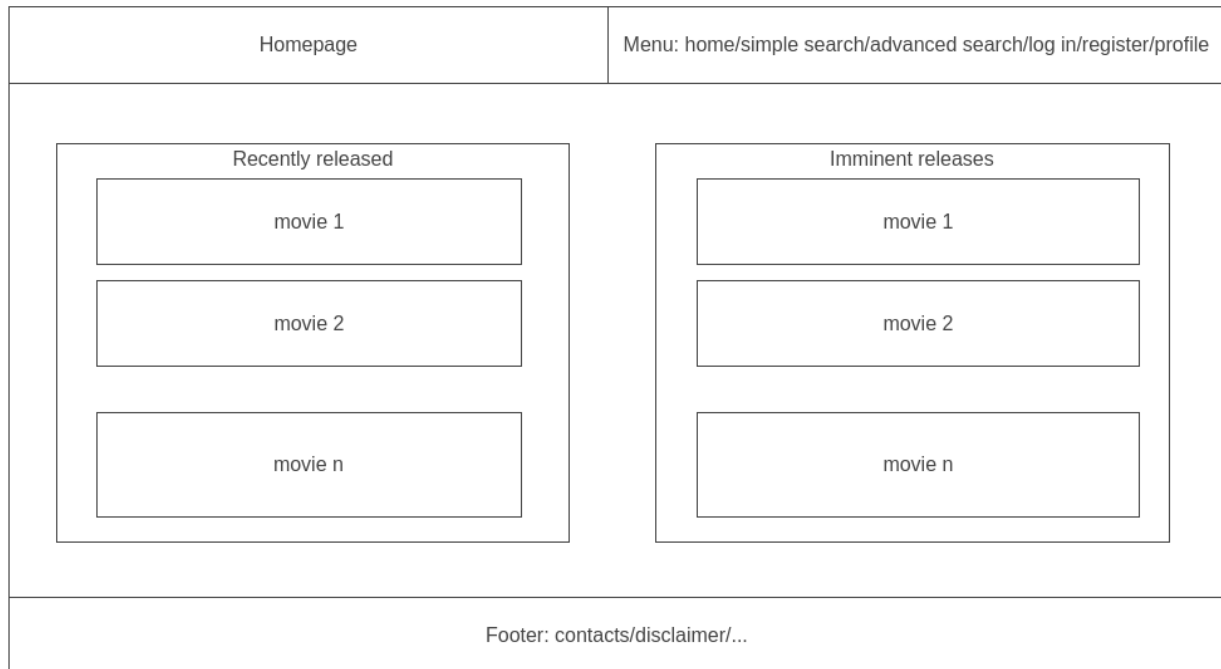 Homepage
Menu: home/simple search/advanced search/log in/register/profile
Recently released
movie 1
movie 2
movie n
Imminent releases
movie 1
movie 2
movie n
Footer: contacts/disclaimer/...